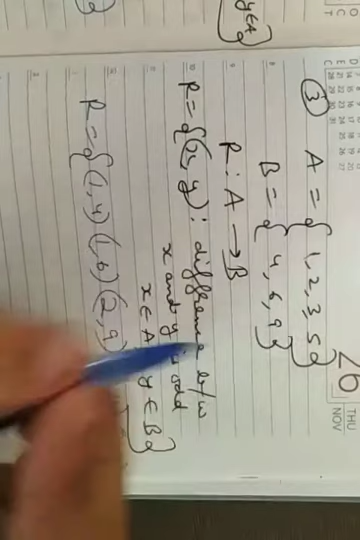 y∈A}
26
THU
NOV
③ A = {1, 2, 3, 5}
B = {4, 6, 9}
R : A → B
R = {(x, y) : difference b/w
x and y is odd
x ∈ A, y ∈ B}
R = {(1,4) (1,6) (2,9)